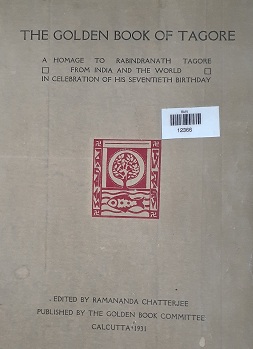 THE GOLDEN BOOK OF TAGORE
A HOMAGE TO RABINDRANATH TAGORE
FROM INDIA AND THE WORLD
IN CELEBRATION OF HIS SEVENTIETH BIRTHDAY
12366
EDITED BY RAMANANDA CHATTERJEE
PUBLISHED BY THE GOLDEN BOOK COMMITTEE
CALCUTTA·1931